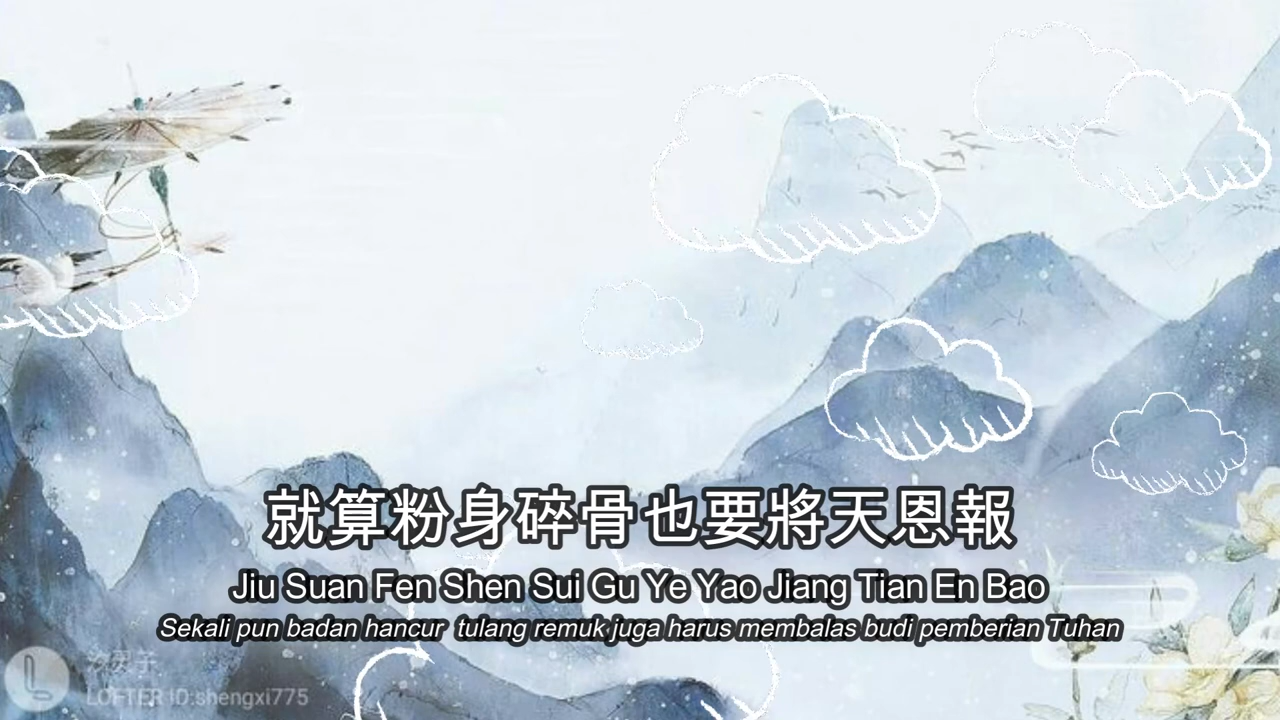 就算粉身碎骨也要將天恩報
Jiu Suan Fen Shen Sui Gu Ye Yao Jiang Tian En Bao
Sekali pun badan hancur tulang remuk juga harus membalas budi pemberian Tuhan
LOFTER ID:shengxi775